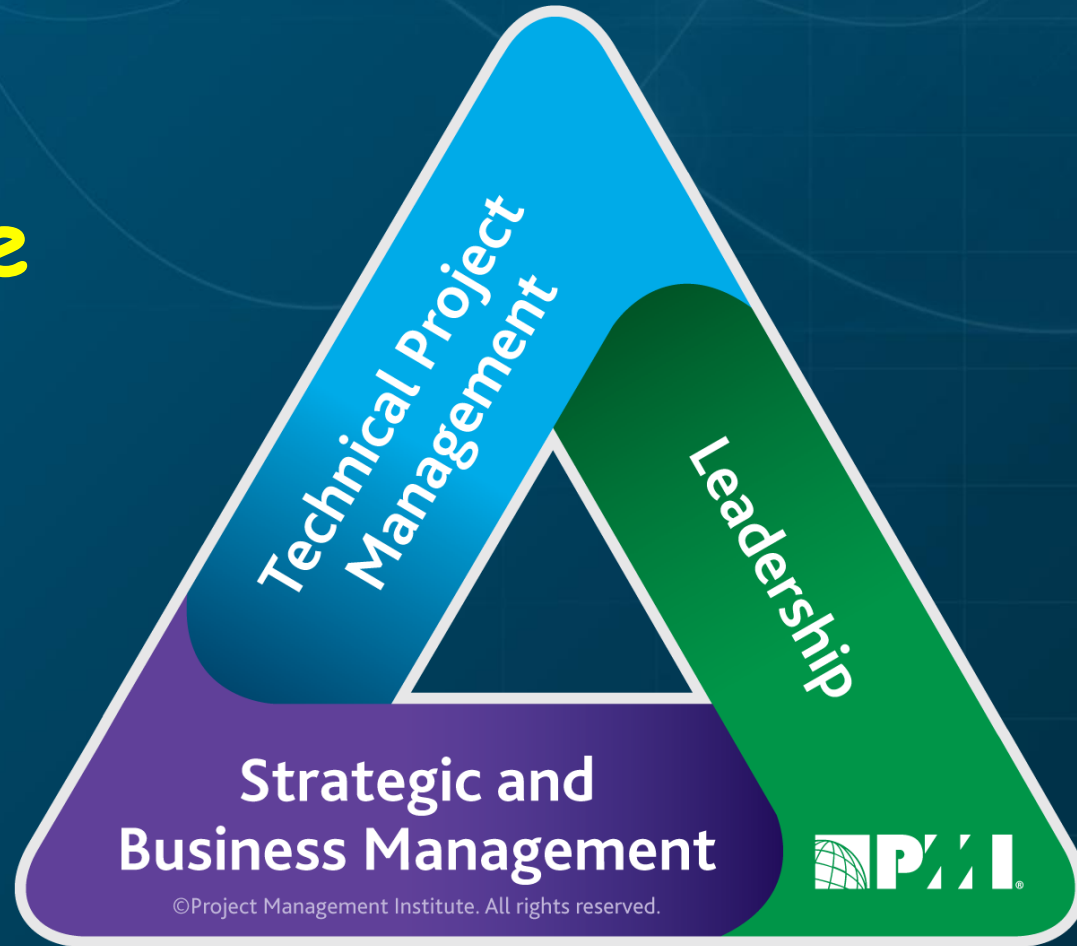 e
Technical Project
Management
Leadership
Strategic and
Business Management
©Project Management Institute. All rights reserved.
PMI®